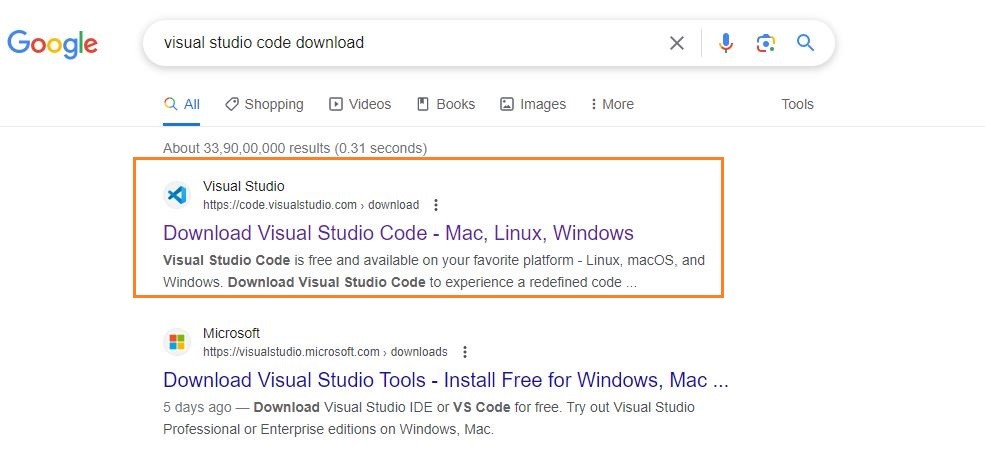 Google
visual studio code download
All Shopping Videos Books Images More Tools
About 33,90,00,000 results (0.31 seconds)
Visual Studio
https://code.visualstudio.com › download
Download Visual Studio Code - Mac, Linux, Windows
Visual Studio Code is free and available on your favorite platform - Linux, macOS, and
Windows. Download Visual Studio Code to experience a redefined code ...
Microsoft
https://visualstudio.microsoft.com › downloads
Download Visual Studio Tools - Install Free for Windows, Mac ...
5 days ago — Download Visual Studio IDE or VS Code for free. Try out Visual Studio
Professional or Enterprise editions on Windows, Mac.